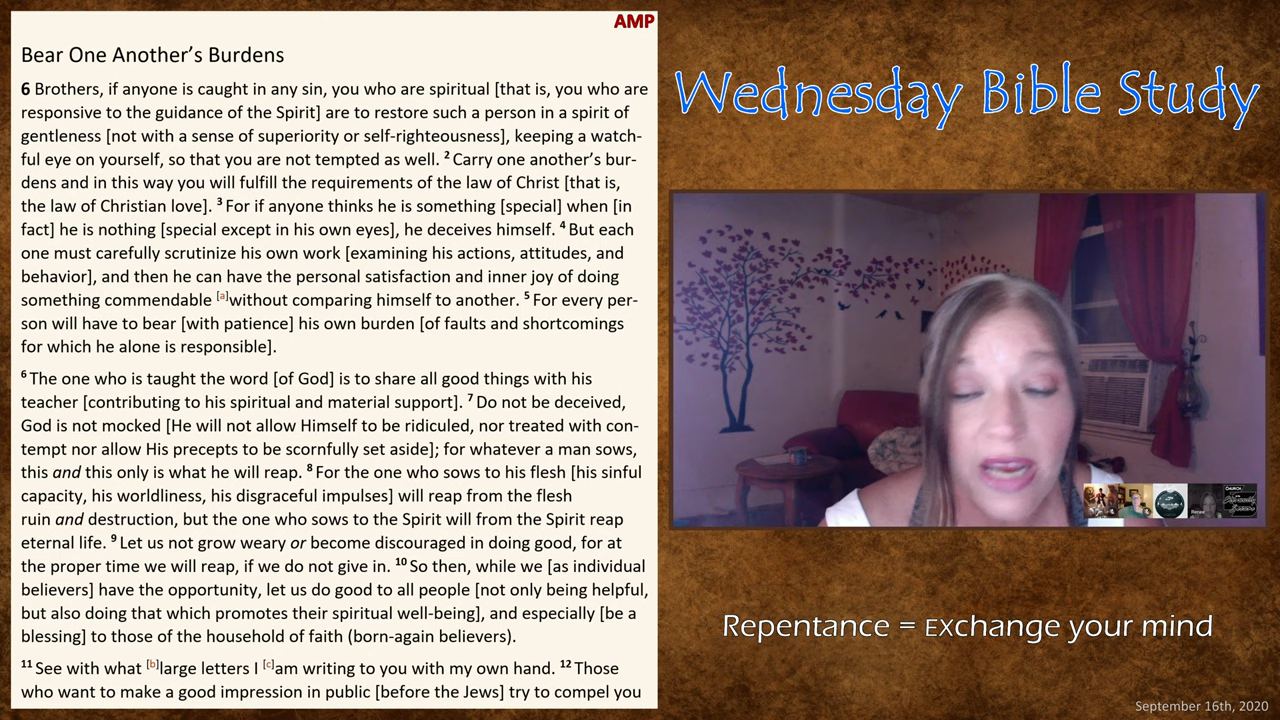 AMP
Bear One Another’s Burdens
6 Brothers, if anyone is caught in any sin, you who are spiritual [that is, you who are
responsive to the guidance of the Spirit] are to restore such a person in a spirit of
gentleness [not with a sense of superiority or self-righteousness], keeping a watch-
ful eye on yourself, so that you are not tempted as well. 2 Carry one another’s bur-
dens and in this way you will fulfill the requirements of the law of Christ [that is,
the law of Christian love]. 3 For if anyone thinks he is something [special] when [in
fact] he is nothing [special except in his own eyes], he deceives himself. 4 But each
one must carefully scrutinize his own work [examining his actions, attitudes, and
behavior], and then he can have the personal satisfaction and inner joy of doing
something commendable [a]without comparing himself to another. 5 For every per-
son will have to bear [with patience] his own burden [of faults and shortcomings
for which he alone is responsible].
6 The one who is taught the word [of God] is to share all good things with his
teacher [contributing to his spiritual and material support]. 7 Do not be deceived,
God is not mocked [He will not allow Himself to be ridiculed, nor treated with con-
tempt nor allow His precepts to be scornfully set aside]; for whatever a man sows,
this and this only is what he will reap. 8 For the one who sows to his flesh [his sinful
capacity, his worldliness, his disgraceful impulses] will reap from the flesh
ruin and destruction, but the one who sows to the Spirit will from the Spirit reap
eternal life. 9 Let us not grow weary or become discouraged in doing good, for at
the proper time we will reap, if we do not give in. 10 So then, while we [as individual
believers] have the opportunity, let us do good to all people [not only being helpful,
but also doing that which promotes their spiritual well-being], and especially [be a
blessing] to those of the household of faith (born-again believers).
11 See with what [b]large letters I [c]am writing to you with my own hand. 12 Those
who want to make a good impression in public [before the Jews] try to compel you
Wednesday Bible Study
Renee
CHURCH
Repentance = EXchange your mind
September 16th, 2020